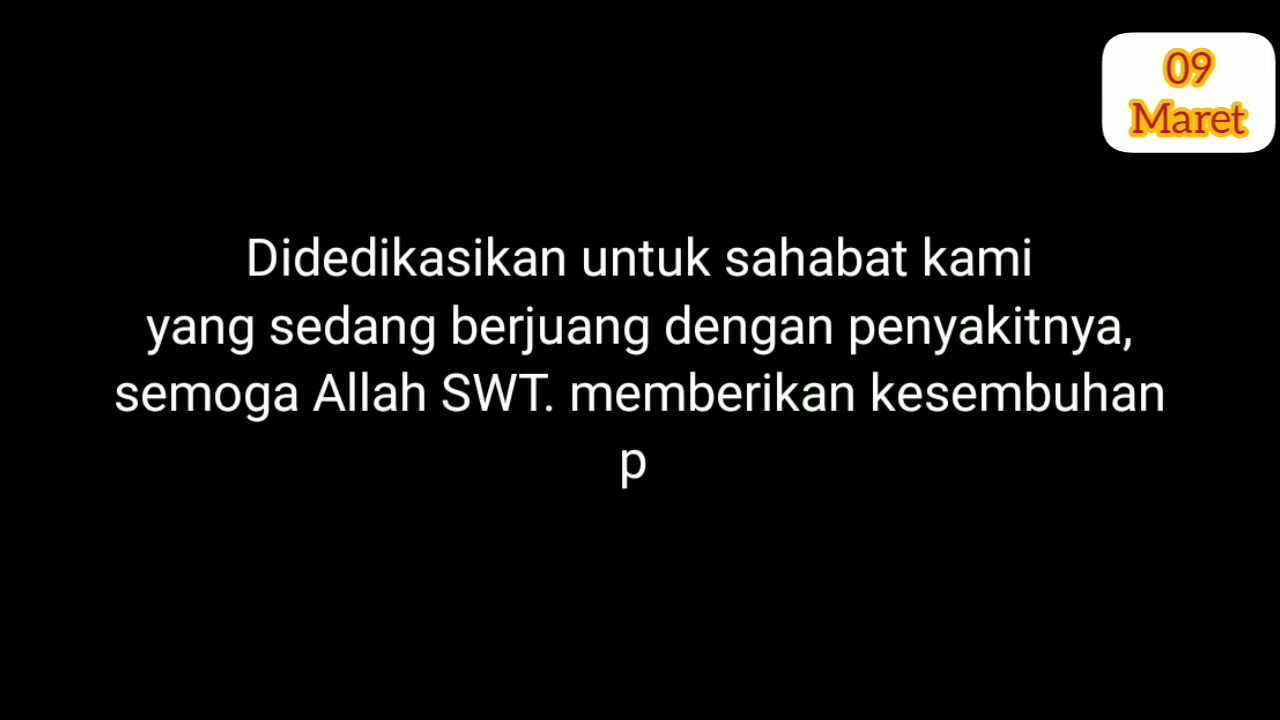 09
Maret
Didedikasikan untuk sahabat kami
yang sedang berjuang dengan penyakitnya,
semoga Allah SWT. memberikan kesembuhan
p